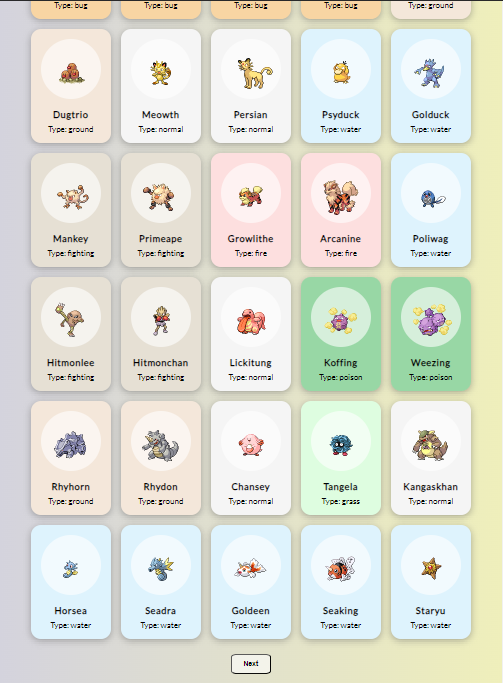 Type: bug Type: bug Type: bug Type: bug Type: ground
Dugtrio Meowth Persian Psyduck Golduck
Type: ground Type: normal Type: normal Type: water Type: water
Mankey Primeape Growlithe Arcanine Poliwag
Type: fighting Type: fighting Type: fire Type: fire Type: water
Hitmonlee Hitmonchan Lickitung Koffing Weezing
Type: fighting Type: fighting Type: normal Type: poison Type: poison
Rhyhorn Rhydon Chansey Tangela Kangaskhan
Type: ground Type: ground Type: normal Type: grass Type: normal
Horsea Seadra Goldeen Seaking Staryu
Type: water Type: water Type: water Type: water Type: water
Next